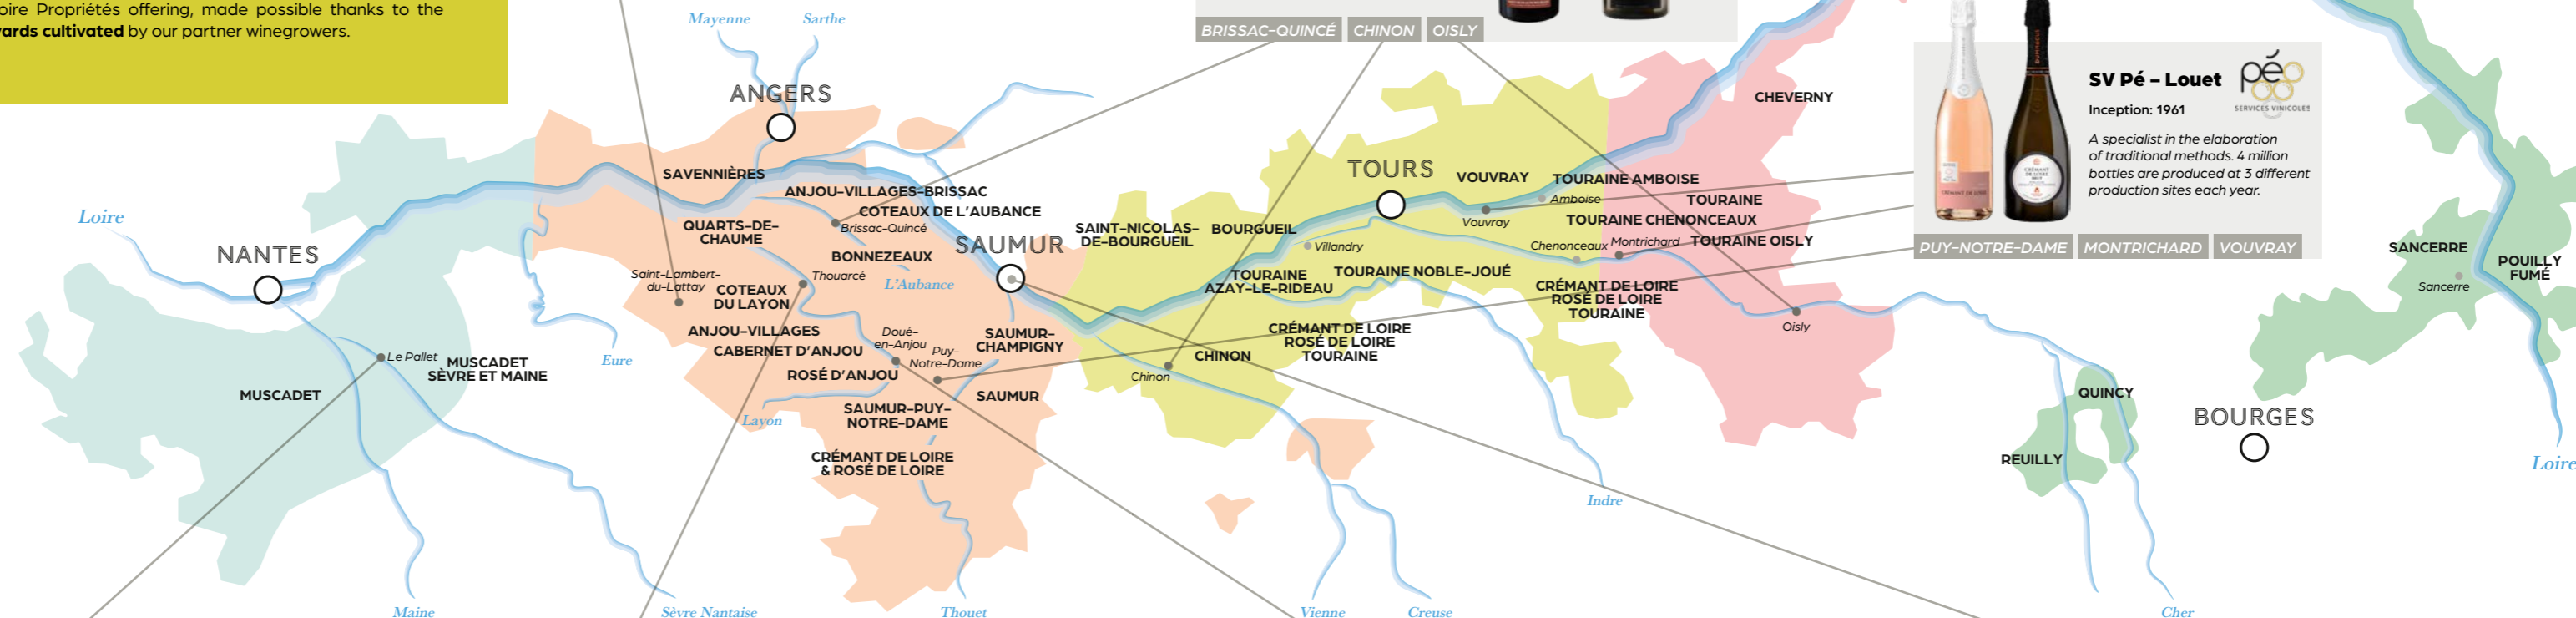 oire Propriétés offering, made possible thanks to the
ards cultivated by our partner winegrowers.
BRISSAC-QUINCÉ CHINON OISLY
SV Pé - Louet
péo
SERVICES VINICOLES
Inception: 1961
A specialist in the elaboration
of traditional methods. 4 million
bottles are produced at 3 different
production sites each year.
PUY-NOTRE-DAME MONTRICHARD VOUVRAY
Mayenne
Sarthe
ANGERS
Loire
NANTES
SAVENNIÈRES
ANJOU-VILLAGES-BRISSAC
COTEAUX DE L'AUBANCE
Brissac-Quincé
QUARTS-DE-
CHAUME
BONNEZEAUX
SAUMUR
Saint-Lambert-
du-Lattay
Thouarcé
L'Aubance
COTEAUX
DU LAYON
ANJOU-VILLAGES
Doué-
en-Anjou
Puy-
Notre-Dame
SAUMUR-
CHAMPIGNY
CABERNET D'ANJOU
ROSÉ D'ANJOU
SAUMUR
Eure
Le Pallet
MUSCADET
SÈVRE ET MAINE
MUSCADET
Layon
SAUMUR-PUY-
NOTRE-DAME
CRÉMANT DE LOIRE
& ROSÉ DE LOIRE
Maine
Sèvre Nantaise
Thouet
SAINT-NICOLAS-
DE-BOURGUEIL
BOURGUEIL
TOURS
VOUVRAY
Vouvray
TOURAINE AMBOISE
Amboise
TOURAINE
TOURAINE CHENONCEAUX
Chenonceaux
Montrichard
TOURAINE OISLY
CHEVERNY
Villandry
TOURAINE
AZAY-LE-RIDEAU
TOURAINE NOBLE-JOUÉ
CRÉMANT DE LOIRE
ROSÉ DE LOIRE
TOURAINE
CRÉMANT DE LOIRE
ROSÉ DE LOIRE
TOURAINE
Oisly
CHINON
Chinon
Indre
Vienne
Creuse
SANCERRE
Sancerre
POUILLY
FUMÉ
QUINCY
REUILLY
BOURGES
Loire
Cher